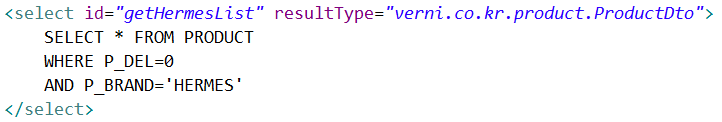 <select id="getHermesList" resultType="verni.co.kr.product.ProductDto">
SELECT * FROM PRODUCT
WHERE P_DEL=0
AND P_BRAND='HERMES'
</select>